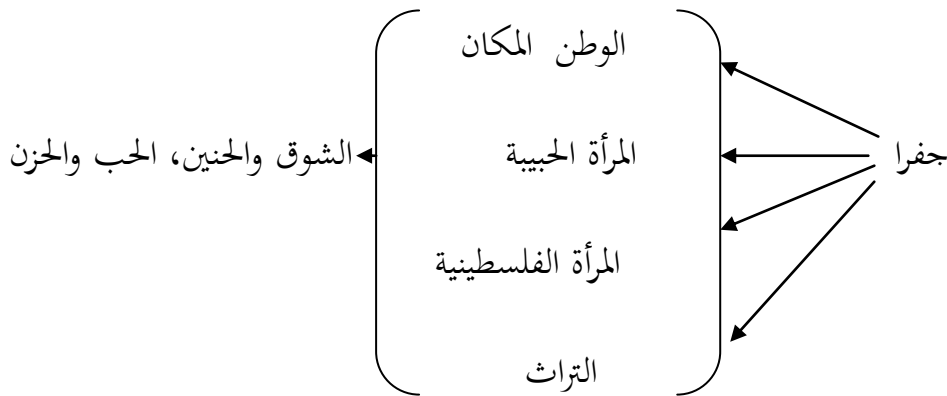 الوطن المكان
جفرا
المرأة الحبيبة
الشوق والحنين، الحب والحزن
المرأة الفلسطينية
التراث